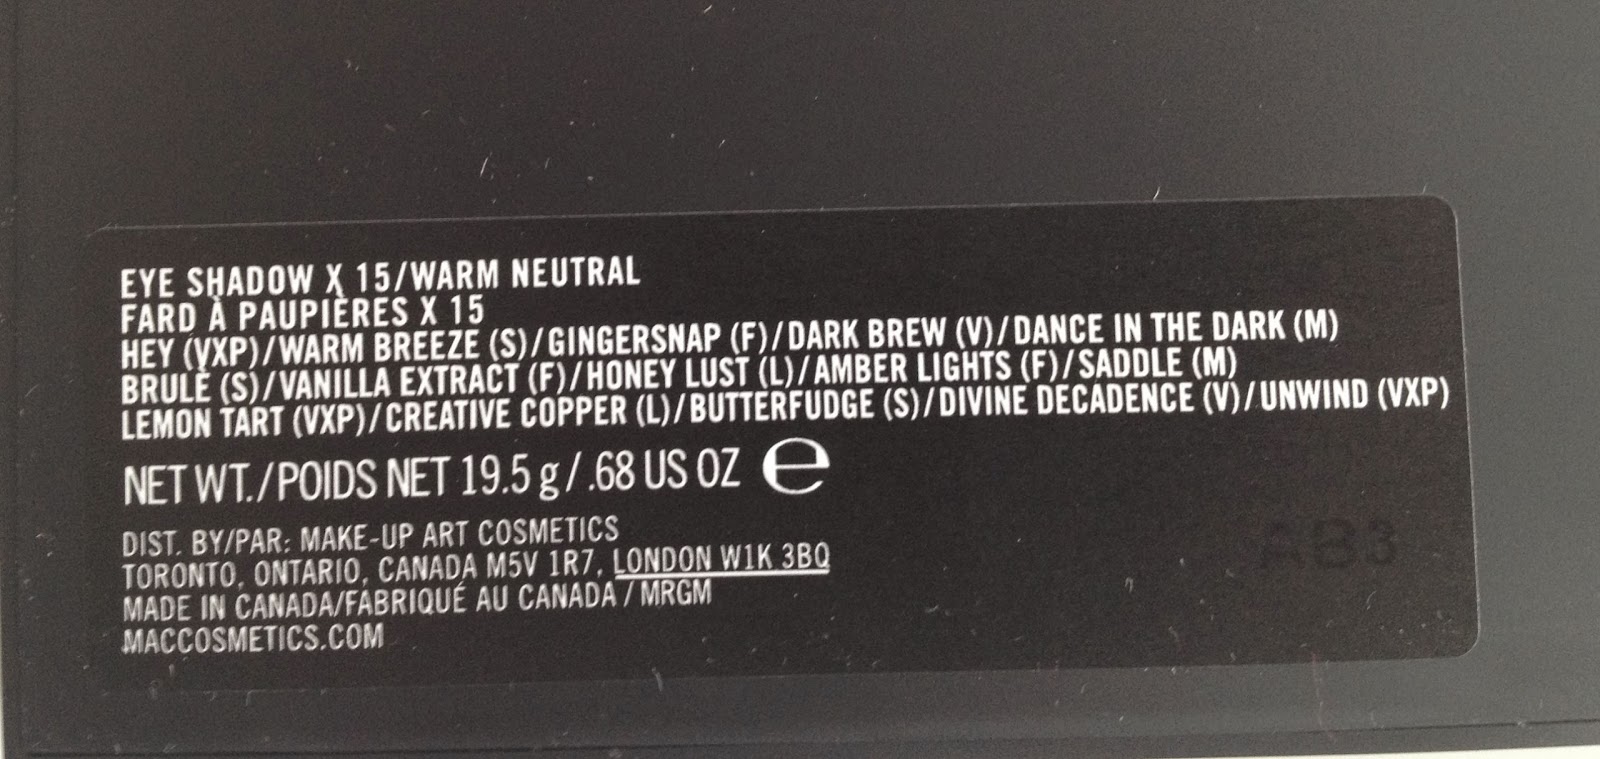 EYE SHADOW X 15/WARM NEUTRAL
FARD À PAUPIÈRES X 15
HEY (VXP)/WARM BREEZE (S)/GINGERSNAP (F)/DARK BREW (V)/DANCE IN THE DARK (M)
BRULÈ (S)/VANILLA EXTRACT (F)/HONEY LUST (L)/AMBER LIGHTS (F)/SADDLE (M)
LEMON TART (VXP)/CREATIVE COPPER (L)/BUTTERFUDGE (S)/DIVINE DECADENCE (V)/UNWIND (VXP)
NET WT./POIDS NET 19.5 g/.68 US OZ ℮
DIST. BY/PAR: MAKE-UP ART COSMETICS
TORONTO, ONTARIO, CANADA M5V 1R7, LONDON W1K 3BQ
MADE IN CANADA/FABRIQUÉ AU CANADA / MRGM
MACCOSMETICS.COM
AB3